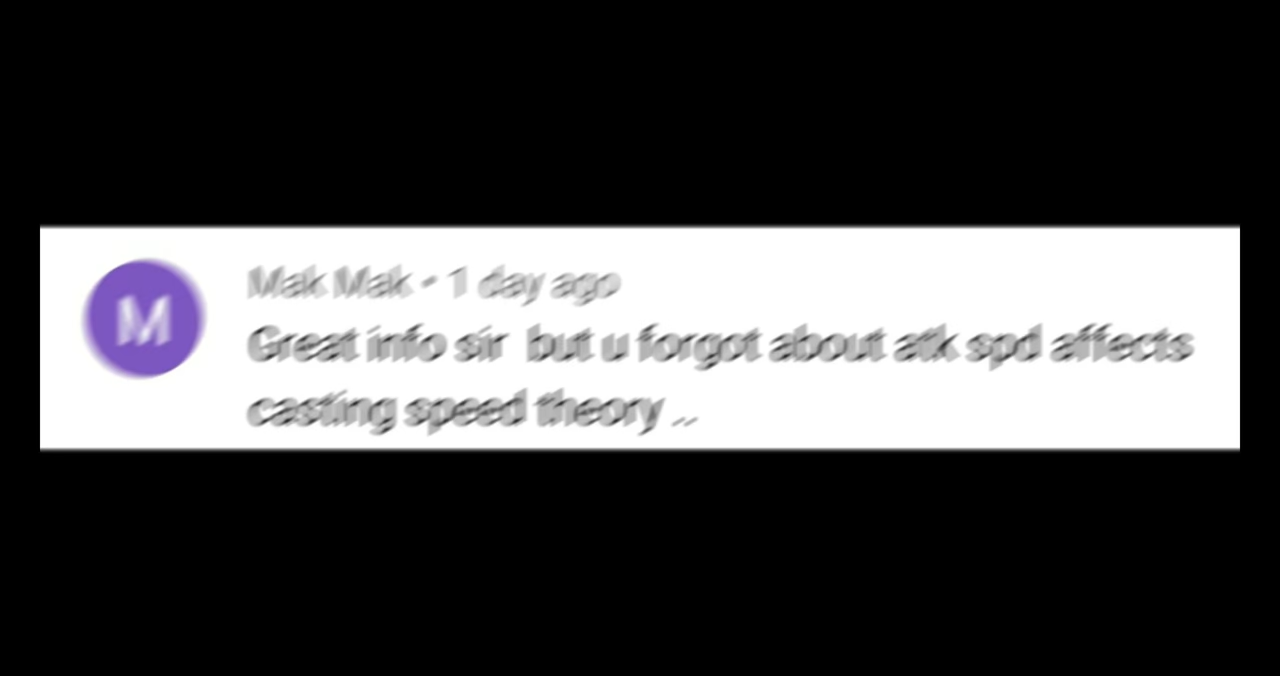 M
Mak Mak • 1 day ago
Great info sir but u forgot about atk spd affects
casting speed theory ..